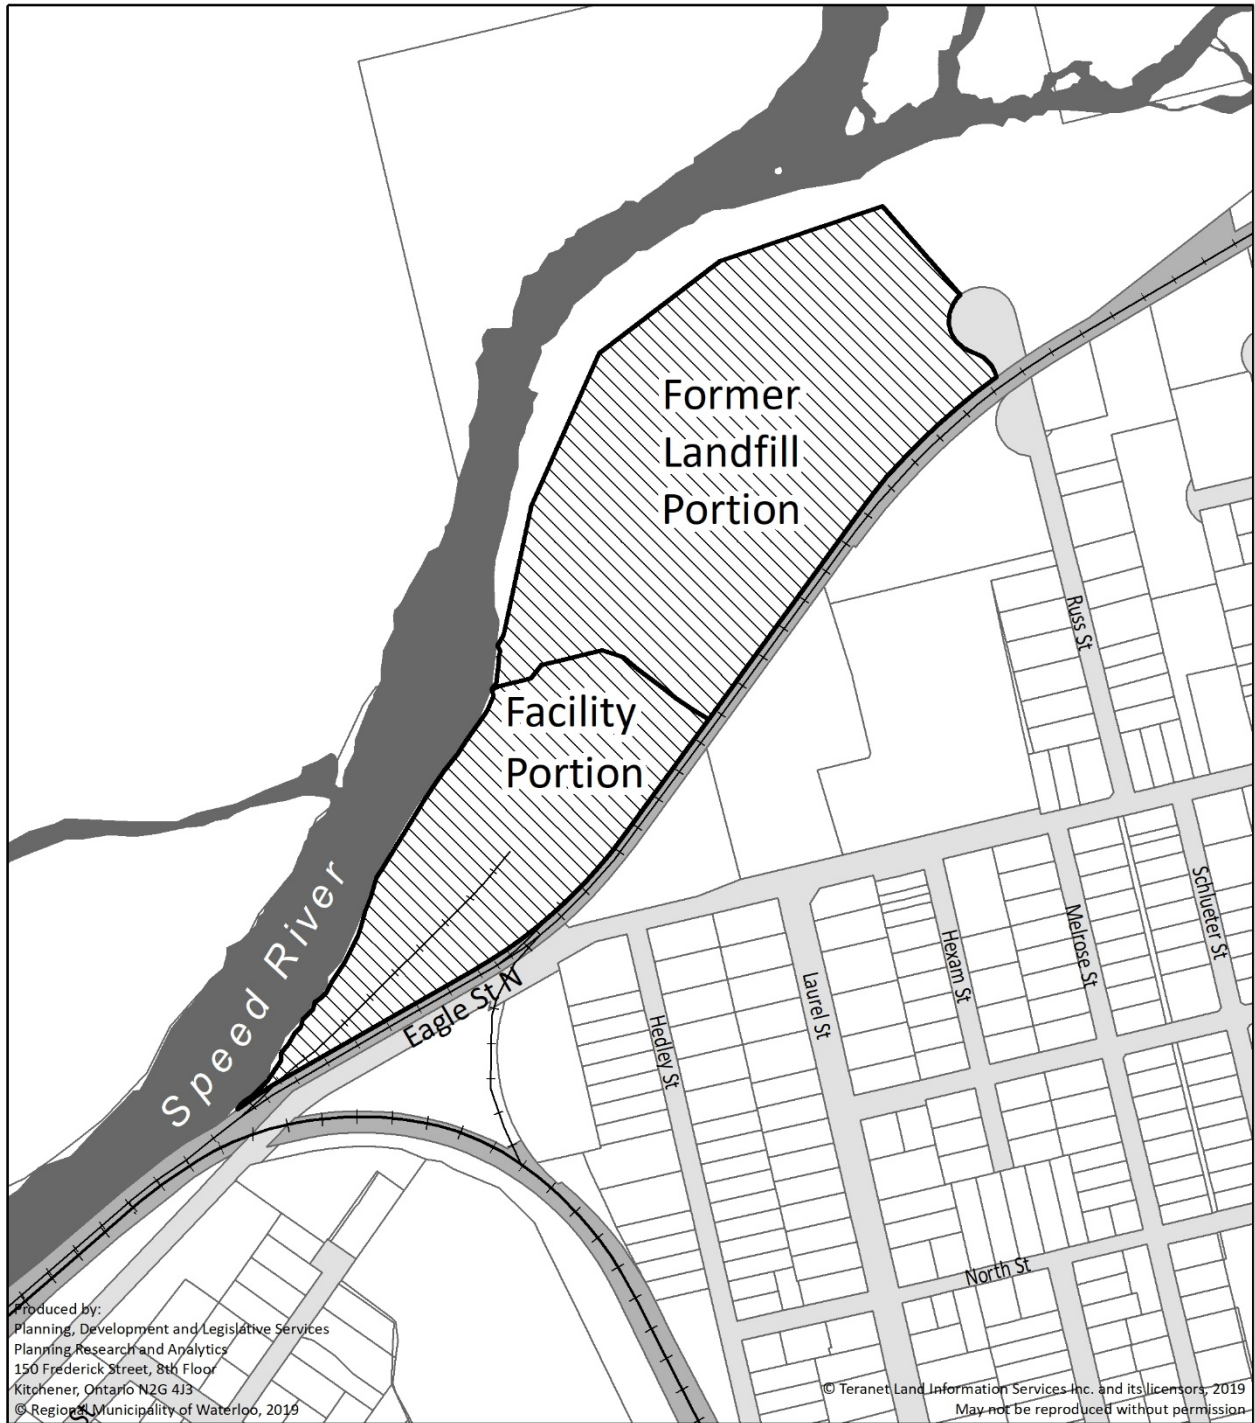 Former
Landfill
Portion
Russ St
Facility
Portion
Speed River
Eagle St N
Hedley St
Laurel St
Hexam St
Melrose St
Schlueter St
North St
Produced by:
Planning, Development and Legislative Services
Planning Research and Analytics
150 Frederick Street, 8th Floor
Kitchener, Ontario N2G 4J3
© Regional Municipality of Waterloo, 2019
© Teranet Land Information Services Inc. and its licensors, 2019
May not be reproduced without permission